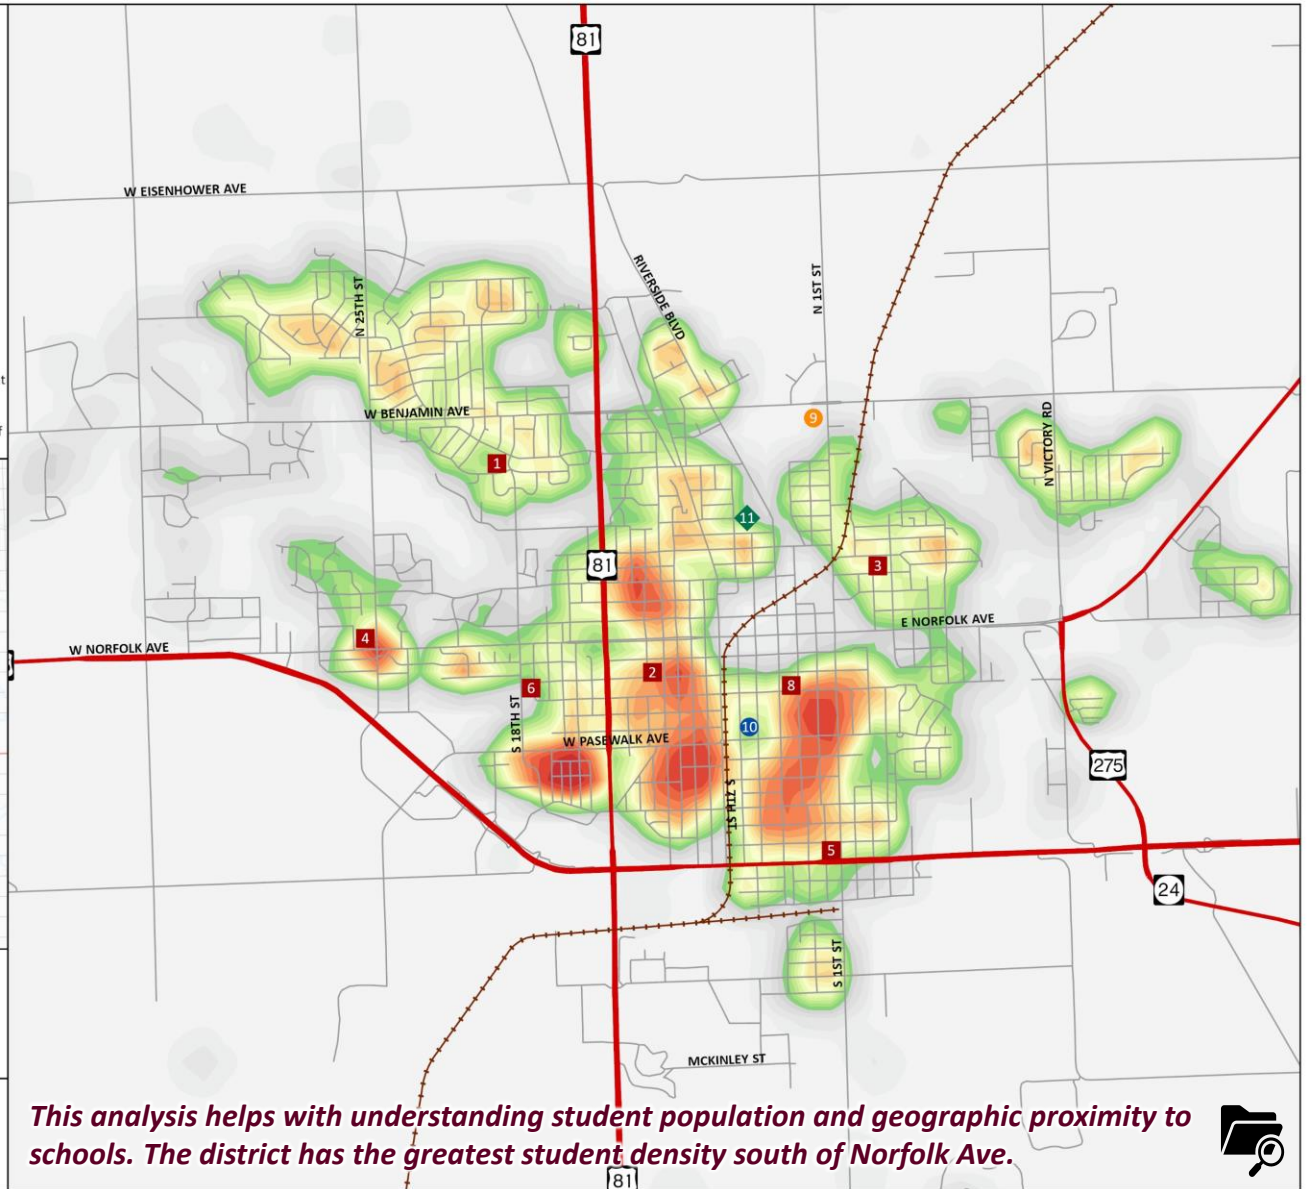 81
W EISENHOWER AVE
RIVERSIDE BLVD
N 1ST ST
N 25TH ST
t
W BENJAMIN AVE
N VICTORY RD
9
f
1
11
81
3
E NORFOLK AVE
4
W NORFOLK AVE
2
8
6
S 18TH ST
10
W PASEWALK AVE
275
S 7TH ST
5
24
S 1ST ST
MCKINLEY ST
This analysis helps with understanding student population and geographic proximity to
schools. The district has the greatest student density south of Norfolk Ave.
81